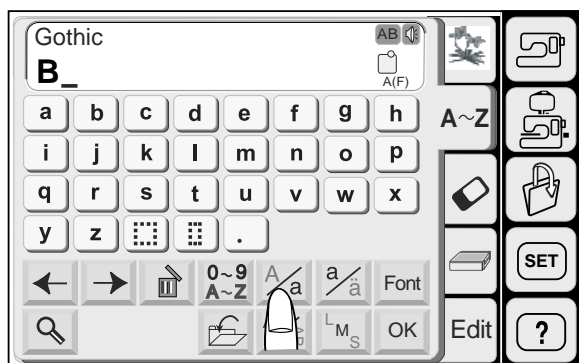 Gothic
AB
B_
A(F)
a b c d e f g h
A~Z
i j k l m n o p
q r s t u v w x
y z .
SET
0~9
A~Z
A/a
a/ä
Font
L M S
OK
Edit
?